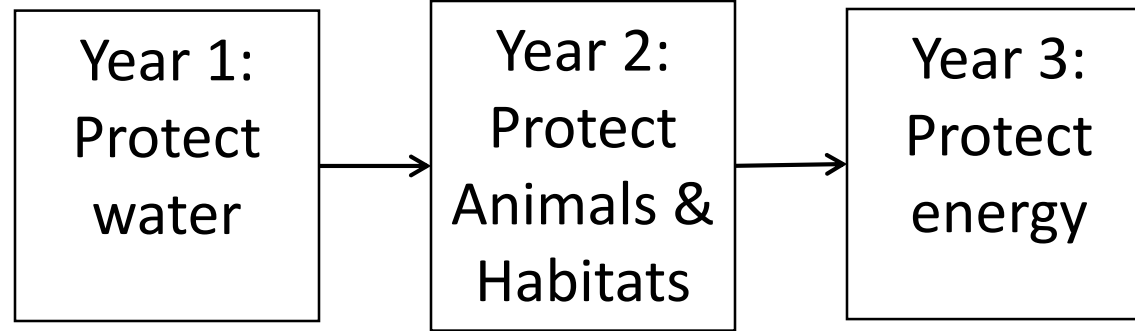 Year 1:
Protect
water
Year 2:
Protect
Animals &
Habitats
Year 3:
Protect
energy